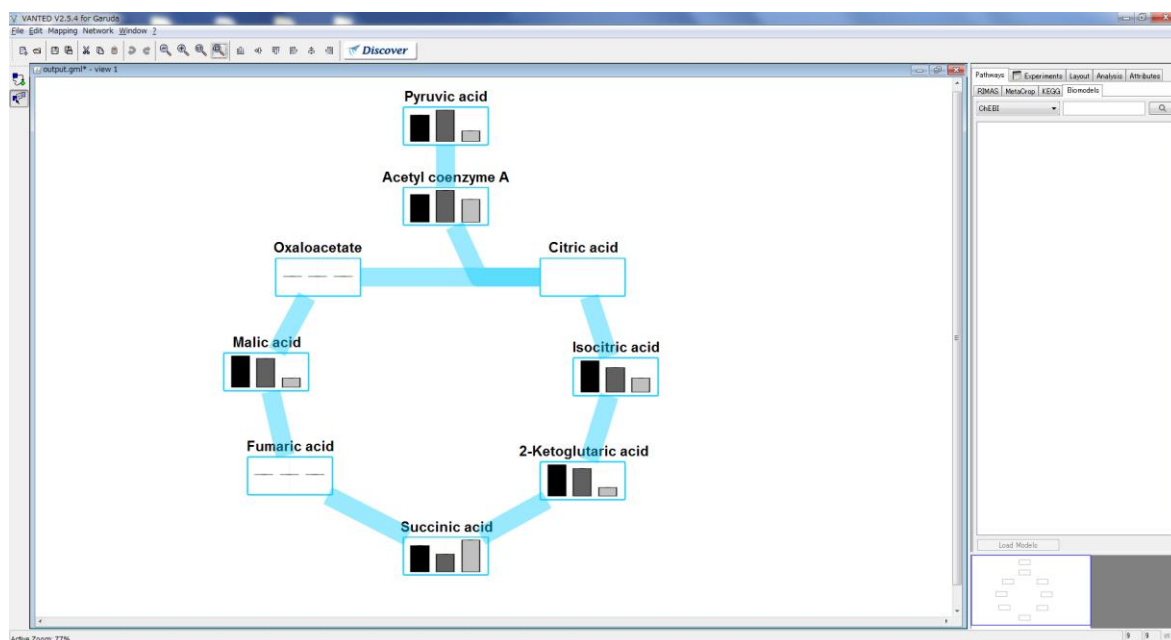 VANTED V2.5.4 for Garuda
File Edit Mapping Network Window ?
Discover
output.gml* - view 1
Pathways Experiments Layout Analysis Attributes
RIMAS MetaCrop KEGG Biomodels
ChEBI
Pyruvic acid
Acetyl coenzyme A
Oxaloacetate
Citric acid
Malic acid
Isocitric acid
Fumaric acid
2-Ketoglutaric acid
Succinic acid
Load Models
Active Zoom: 77%